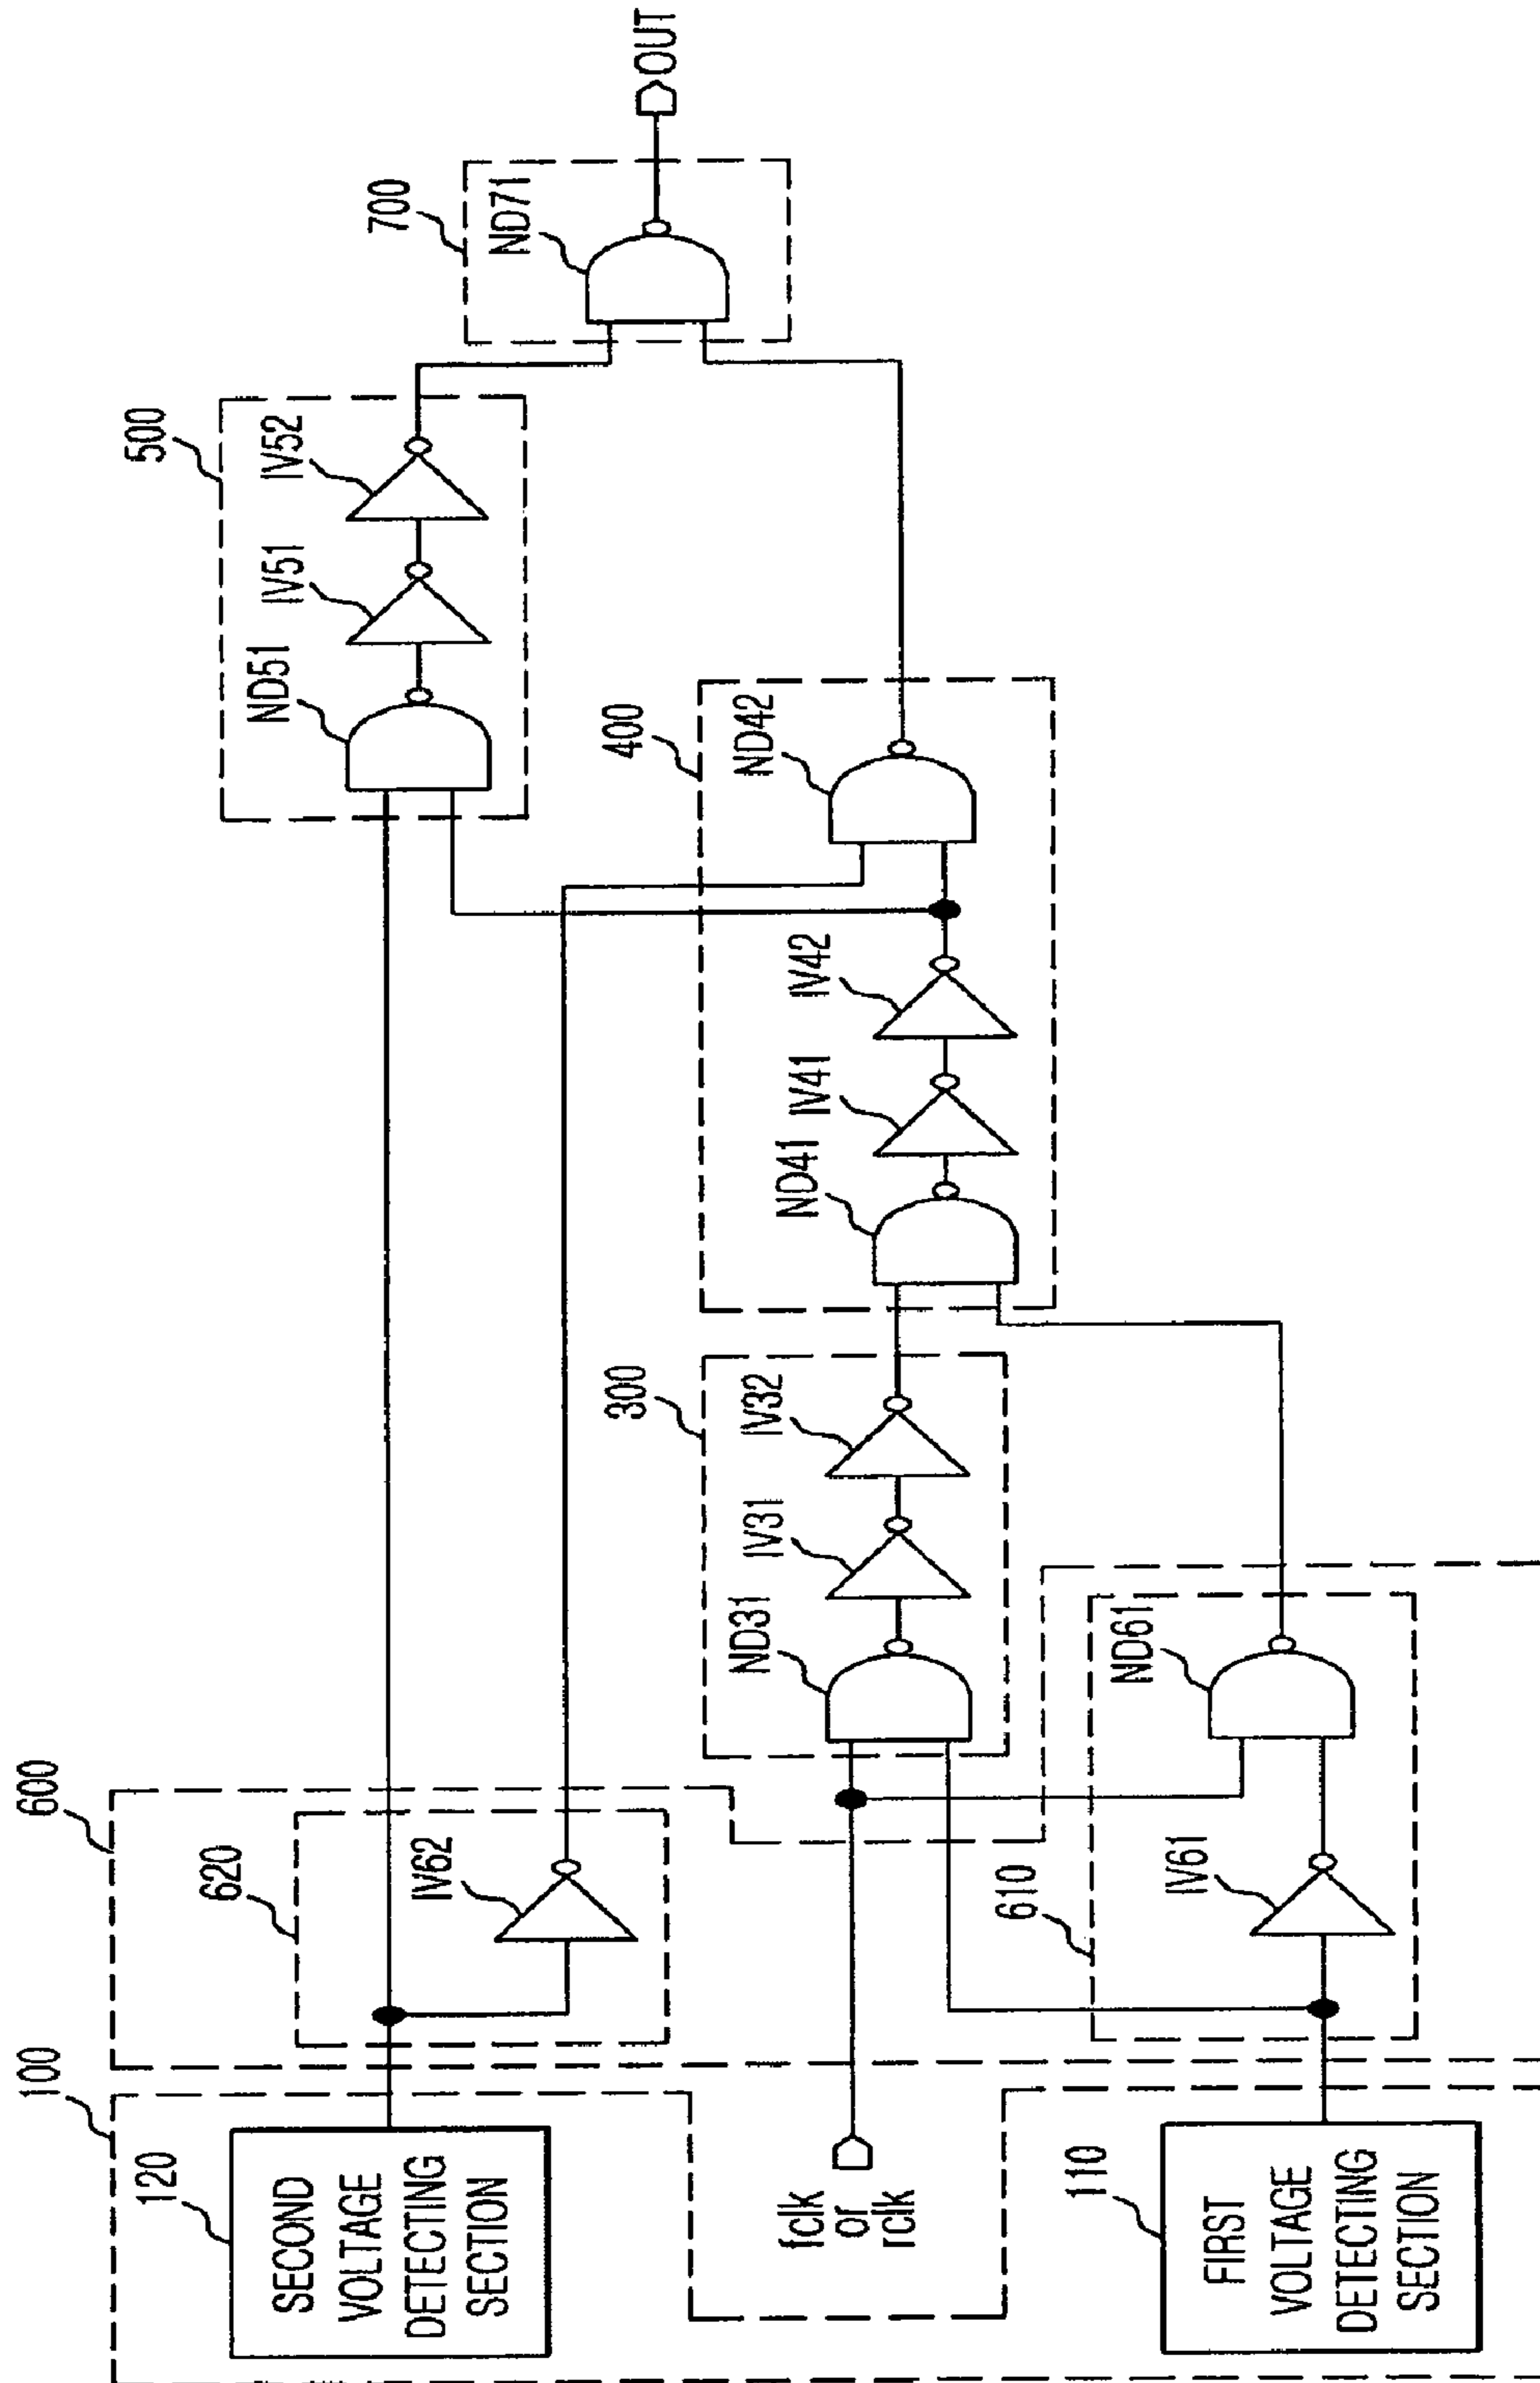 100
600
120
SECOND
VOLTAGE
DETECTING
SECTION
620
IV62
fclk
or
rclk
110
FIRST
VOLTAGE
DETECTING
SECTION
610
IV61
ND61
300
ND31
IV31
IV32
400
ND41
IV41
IV42
ND42
500
ND51
IV51
IV52
700
ND71
OUT